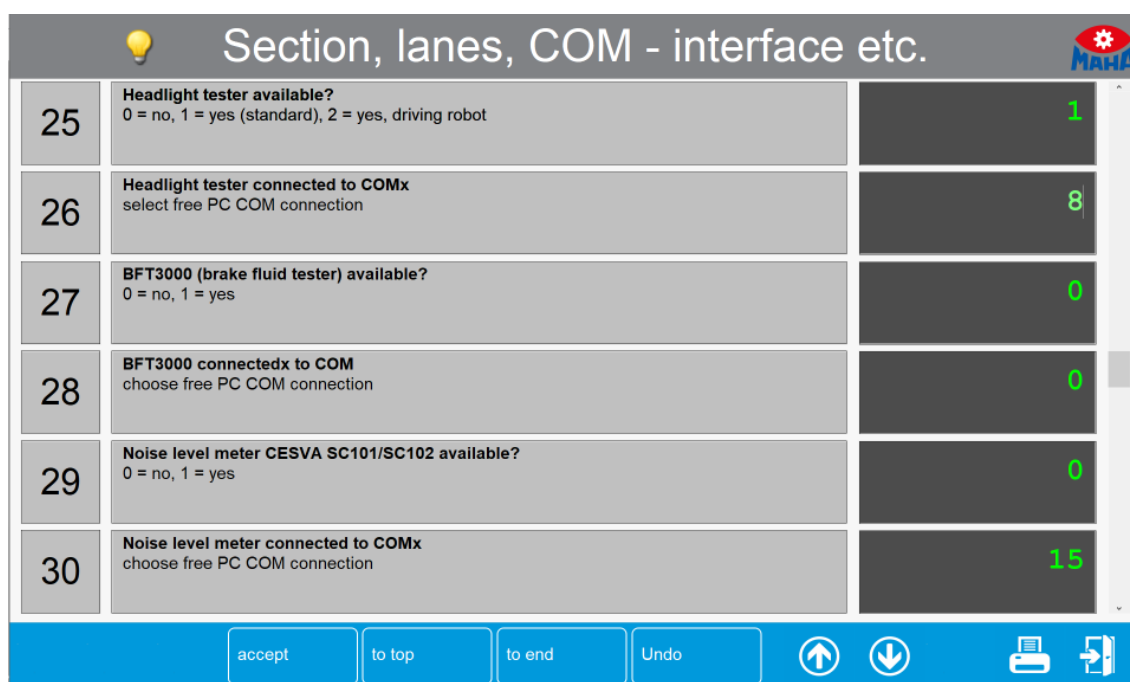 Section, lanes, COM - interface etc.
MAHA
25
Headlight tester available?
0 = no, 1 = yes (standard), 2 = yes, driving robot
1
26
Headlight tester connected to COMx
select free PC COM connection
8
27
BFT3000 (brake fluid tester) available?
0 = no, 1 = yes
0
28
BFT3000 connectedx to COM
choose free PC COM connection
0
29
Noise level meter CESVA SC101/SC102 available?
0 = no, 1 = yes
0
30
Noise level meter connected to COMx
choose free PC COM connection
15
accept
to top
to end
Undo